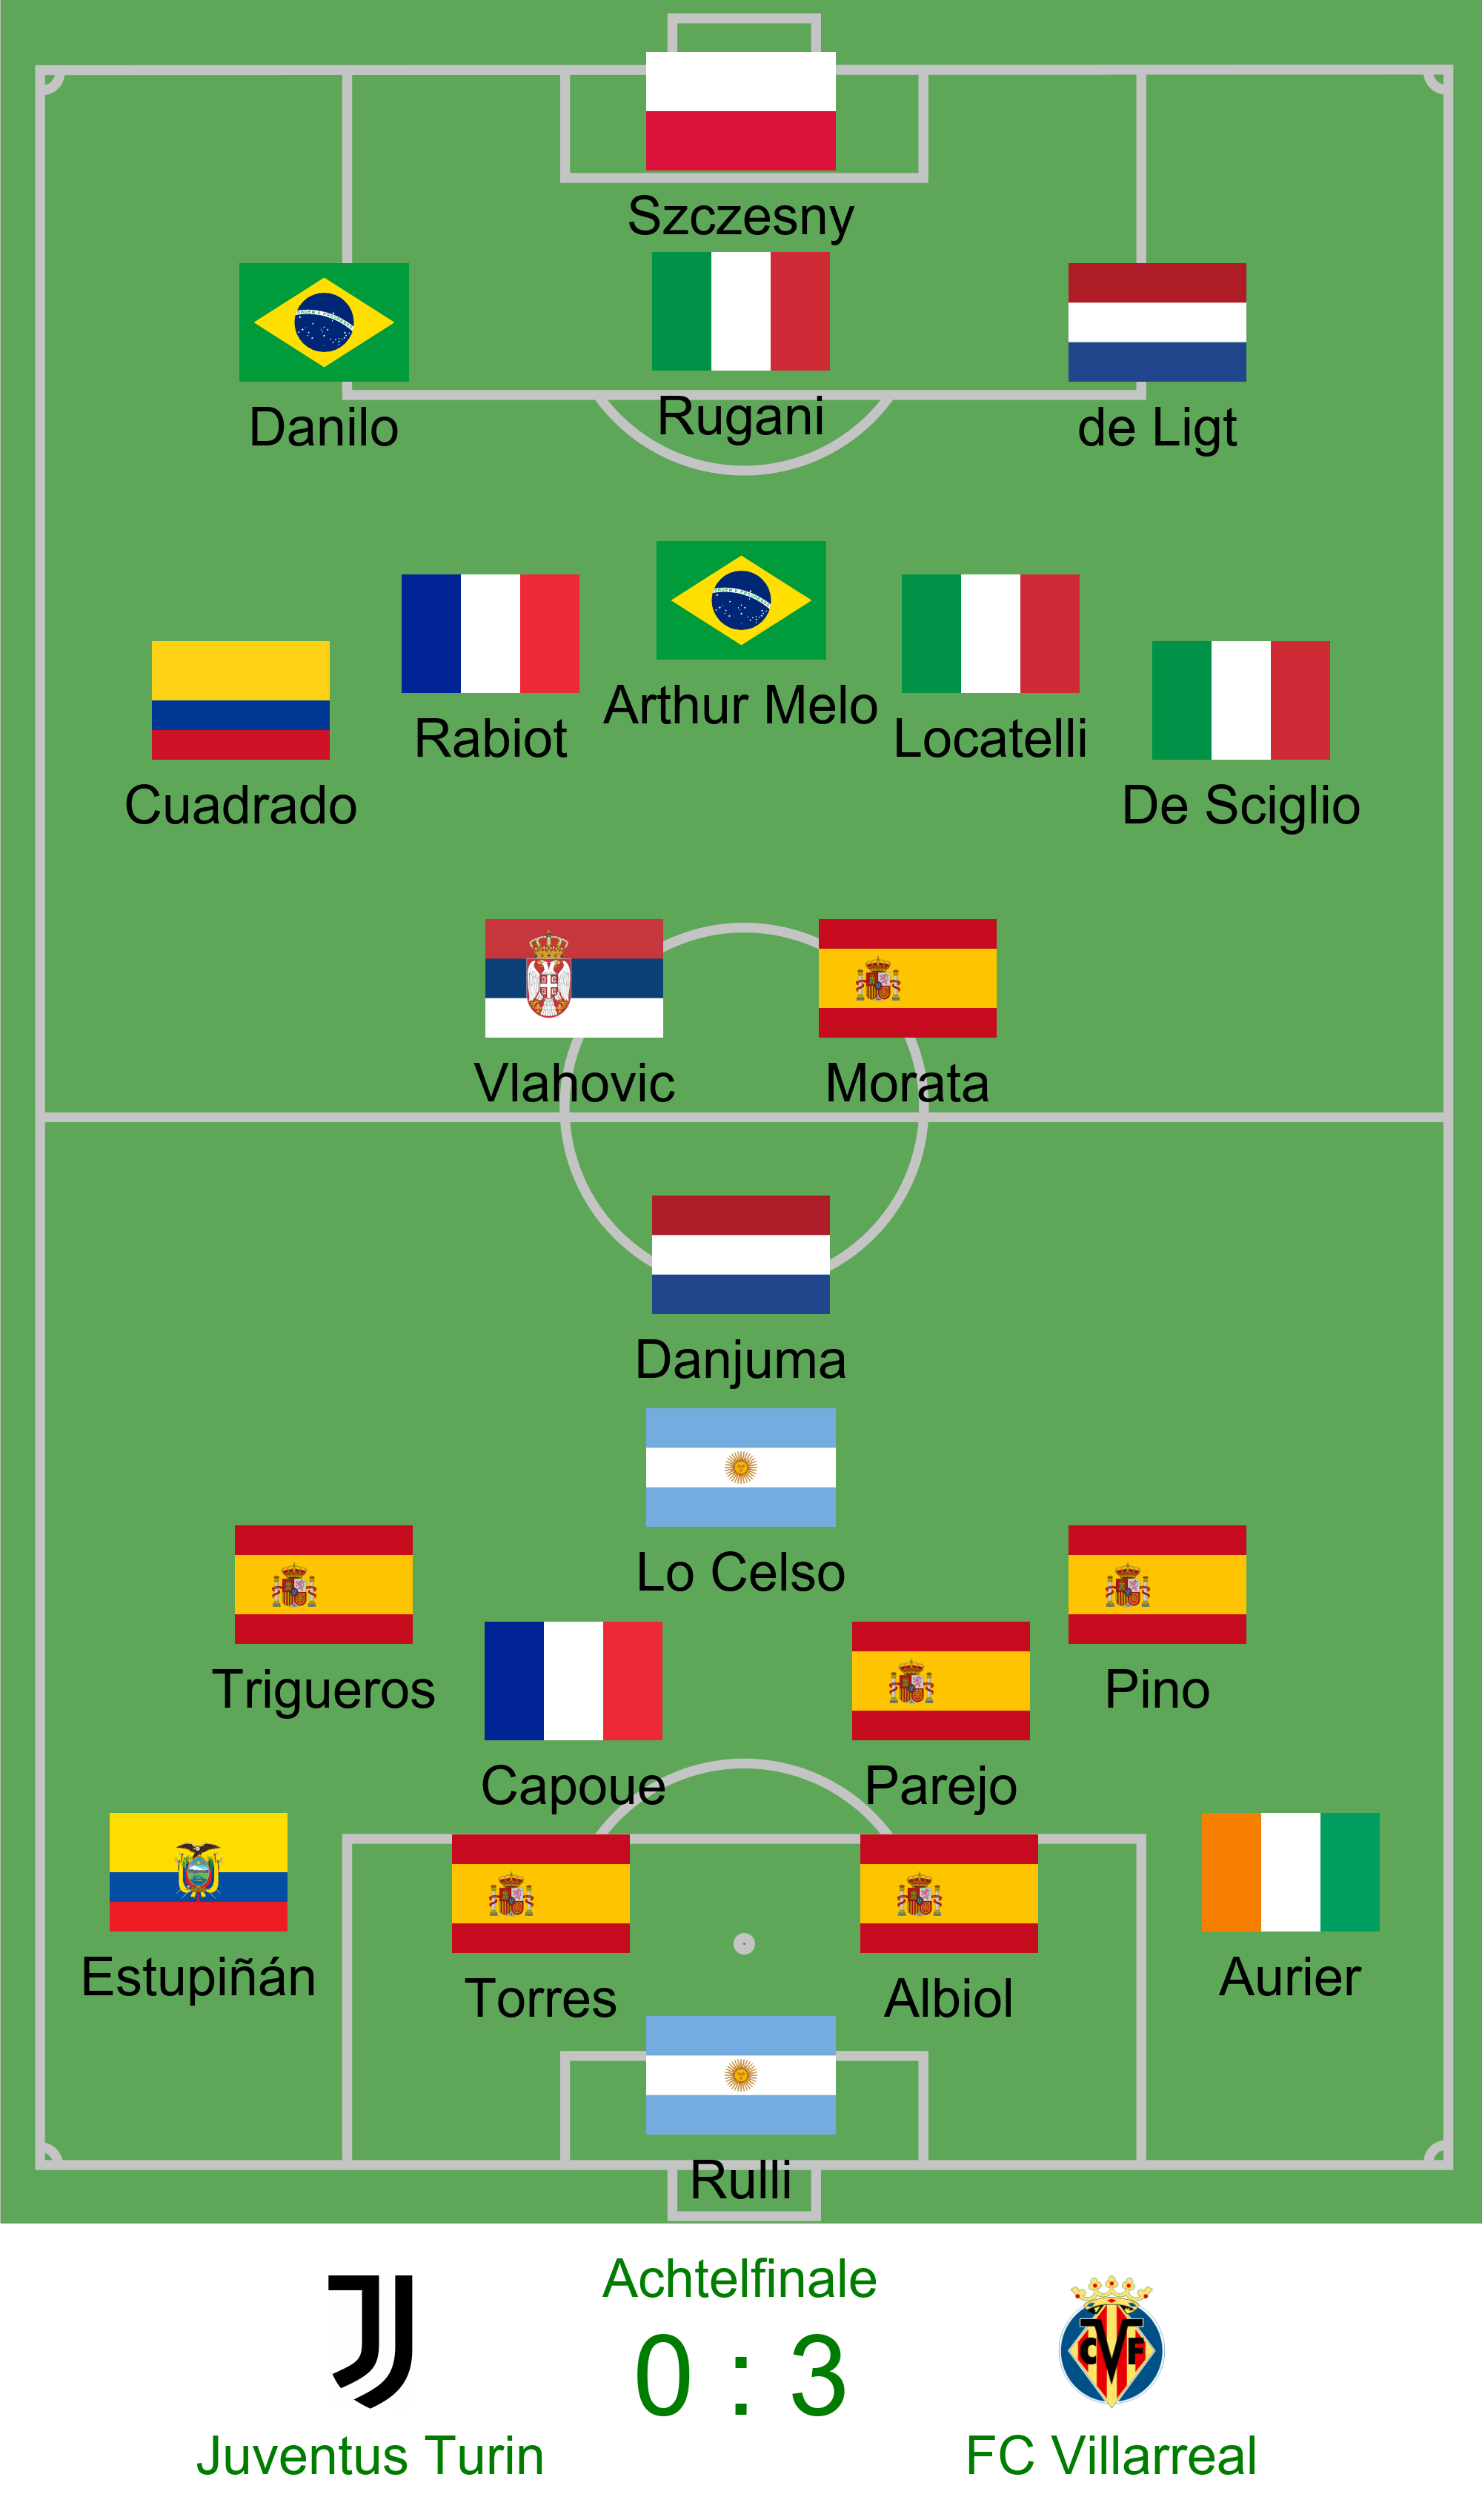 Szczesny
Danilo
Rugani
de Ligt
Cuadrado
Rabiot
Arthur Melo
Locatelli
De Sciglio
Vlahovic
Morata
Danjuma
Lo Celso
Trigueros
Pino
Capoue
Parejo
Estupiñán
Torres
Albiol
Aurier
Rulli
Achtelfinale
0 : 3
CVF
Juventus Turin
FC Villarreal